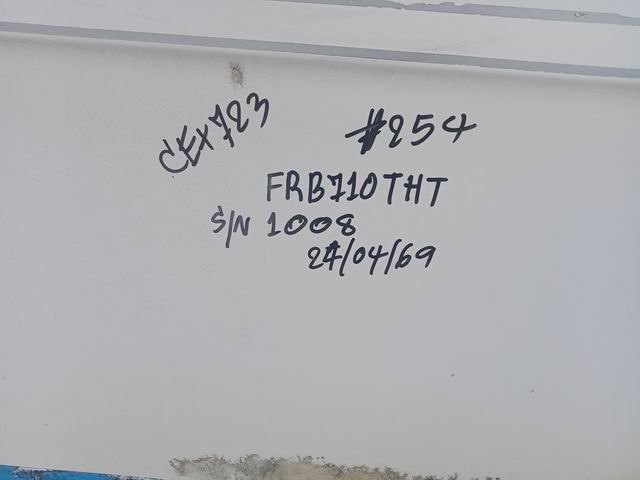 CEX723
#254
FRB710THT
S/N 1008
24/04/69